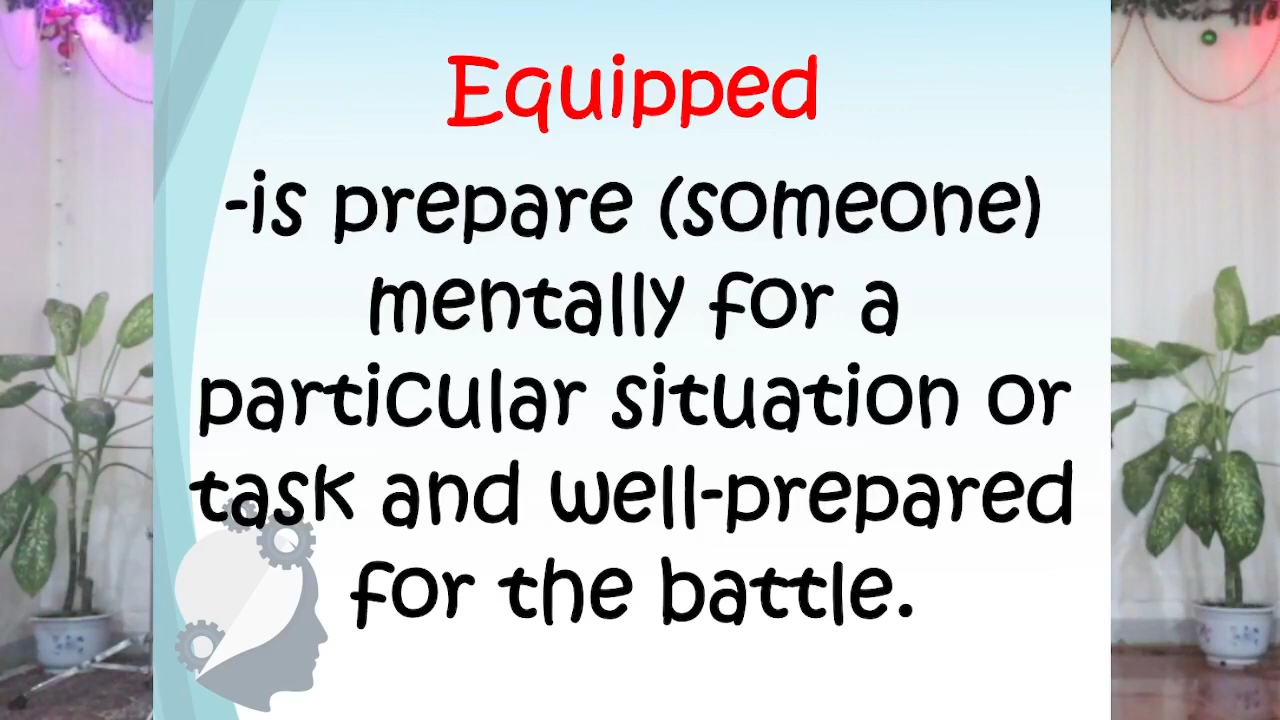 Equipped
-is prepare (someone)
mentally for a
particular situation or
task and well-prepared
for the battle.